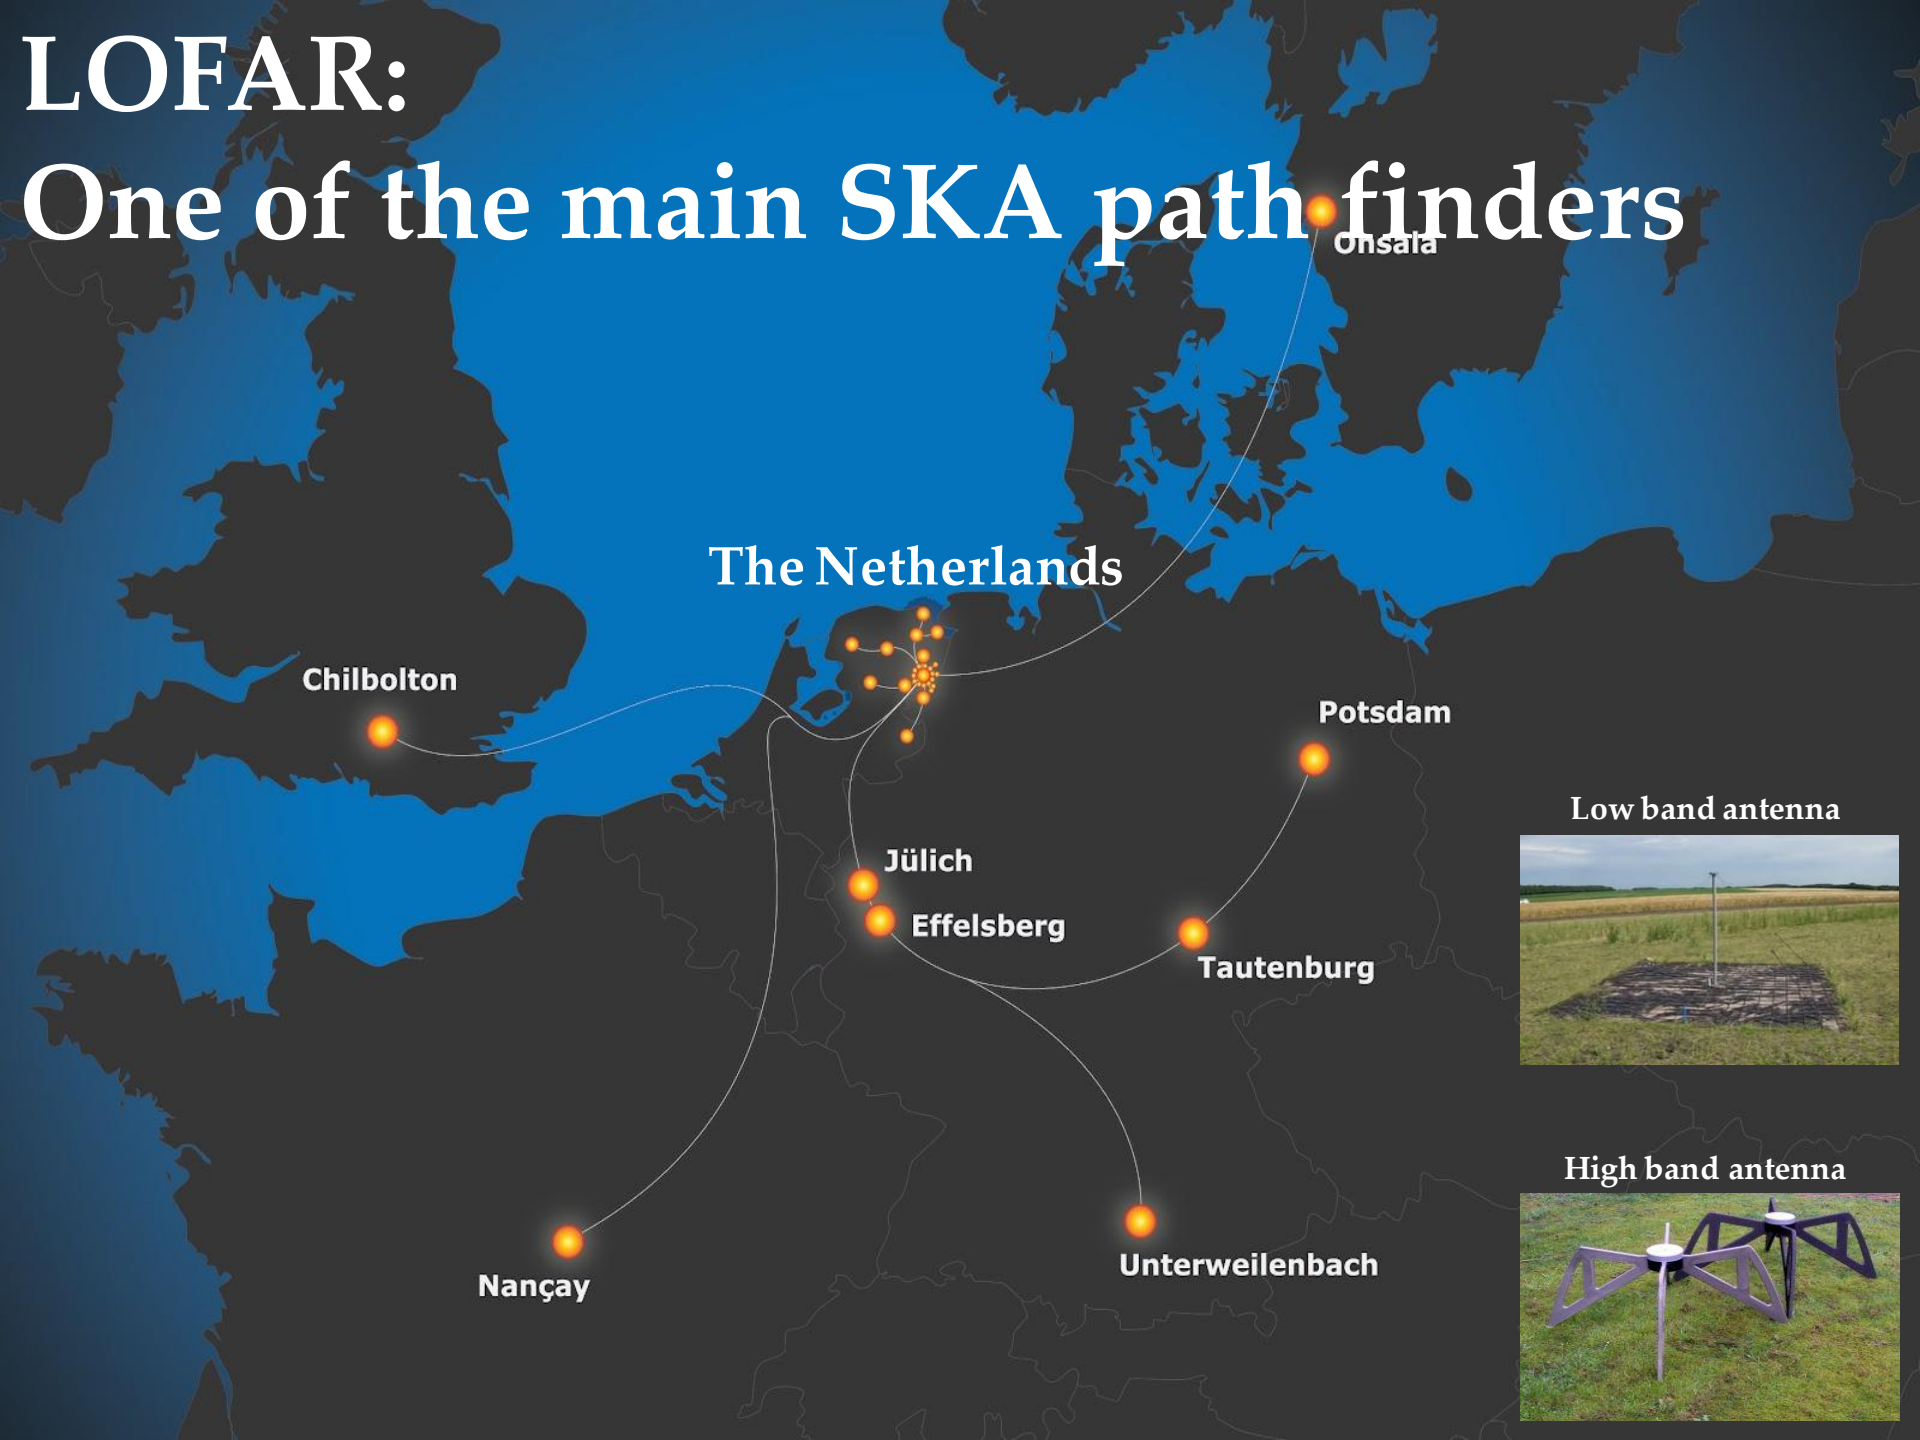 LOFAR:
One of the main SKA path finders
Onsala
The Netherlands
Chilbolton
Potsdam
Low band antenna
Jülich
Effelsberg
Tautenburg
High band antenna
Unterweilenbach
Nançay